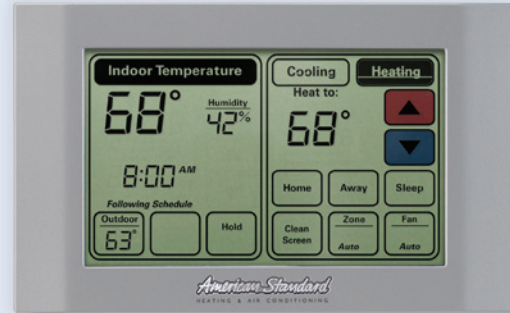 Indoor Temperature
68°
Humidity
42%
8:00 AM
Following Schedule
Outdoor
63°
Hold
Cooling
Heating
Heat to:
68°
Home
Away
Sleep
Clean
Screen
Zone
Auto
Fan
Auto
American Standard
HEATING & AIR CONDITIONING